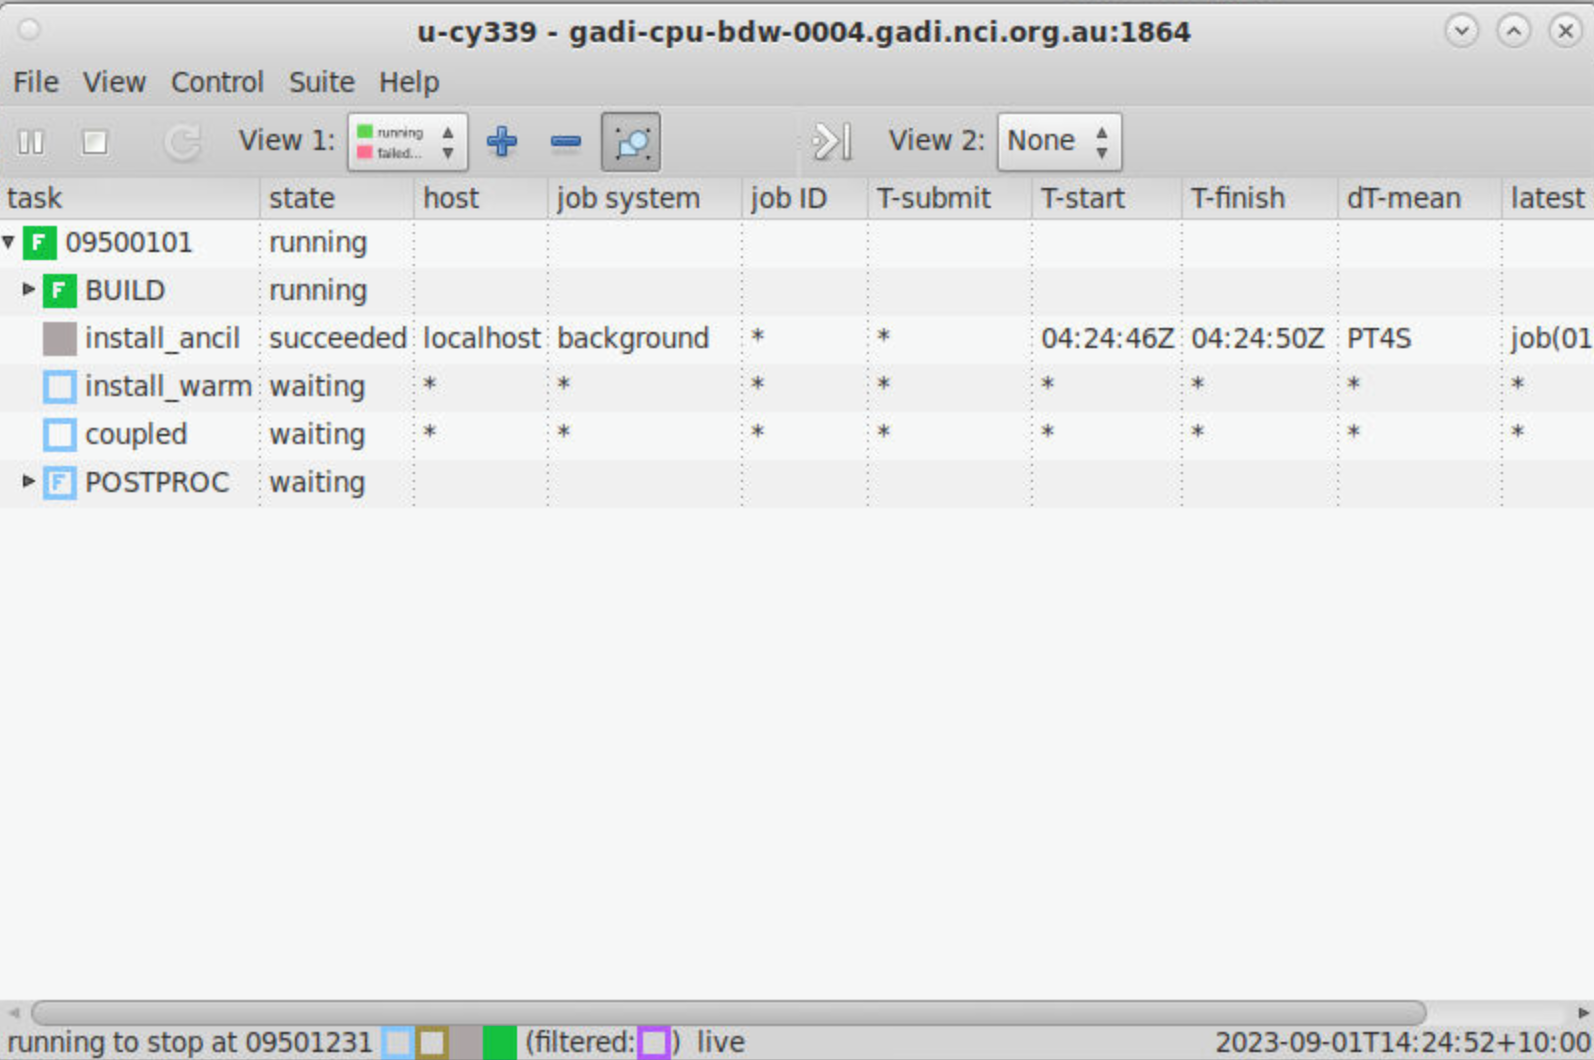 u-cy339 - gadi-cpu-bdw-0004.gadi.nci.org.au:1864
File View Control Suite Help
View 1: running failed... View 2: None
task state host job system job ID T-submit T-start T-finish dT-mean latest
F 09500101 running
F BUILD running
install_ancil succeeded localhost background * * 04:24:46Z 04:24:50Z PT4S job(01
install_warm waiting * * * * * * * *
coupled waiting * * * * * * * *
F POSTPROC waiting
running to stop at 09501231 (filtered: ) live 2023-09-01T14:24:52+10:00